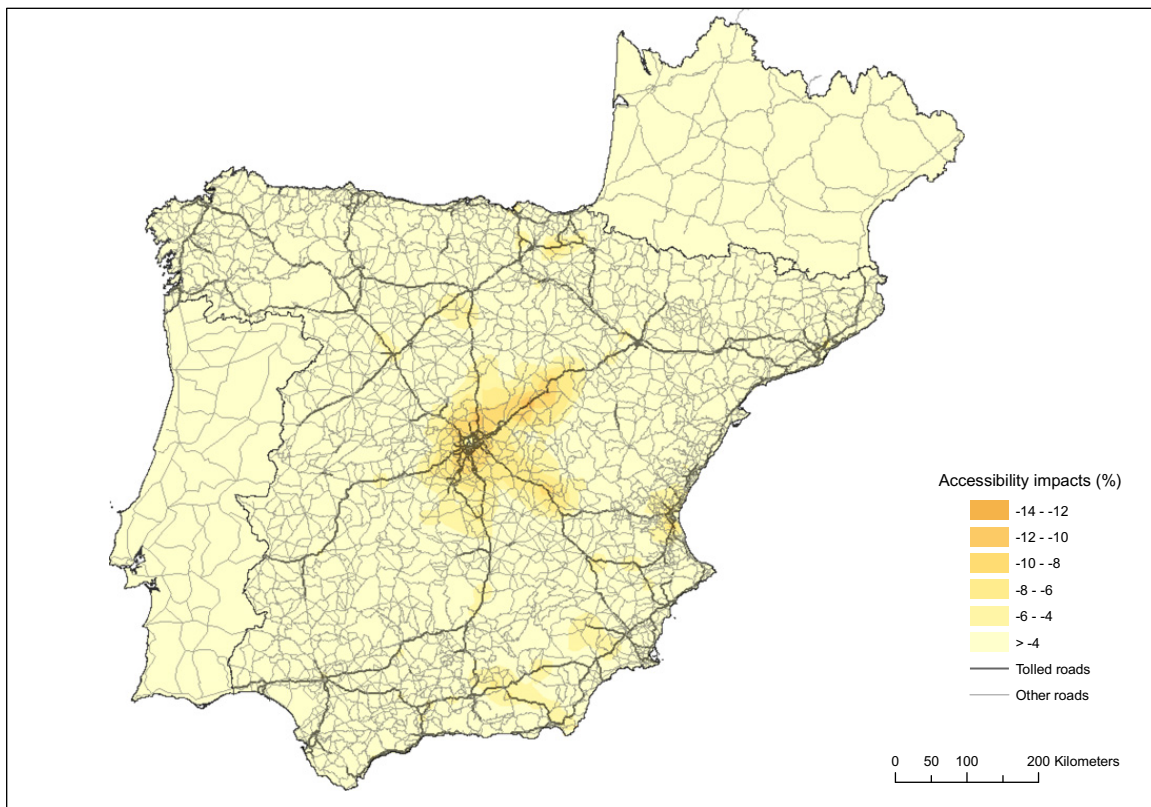 Accessibility impacts (%)
-14 - -12
-12 - -10
-10 - -8
-8 - -6
-6 - -4
> -4
Tolled roads
Other roads
0 50 100 200 Kilometers